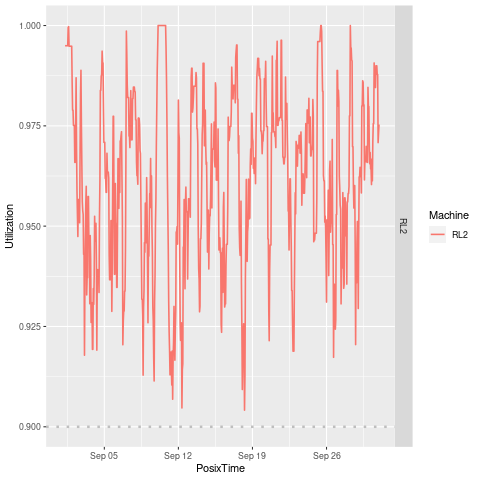 1.000
0.975
0.950
0.925
0.900
Utilization
Sep 05
Sep 12
Sep 19
Sep 26
PosixTime
RL2
Machine
RL2